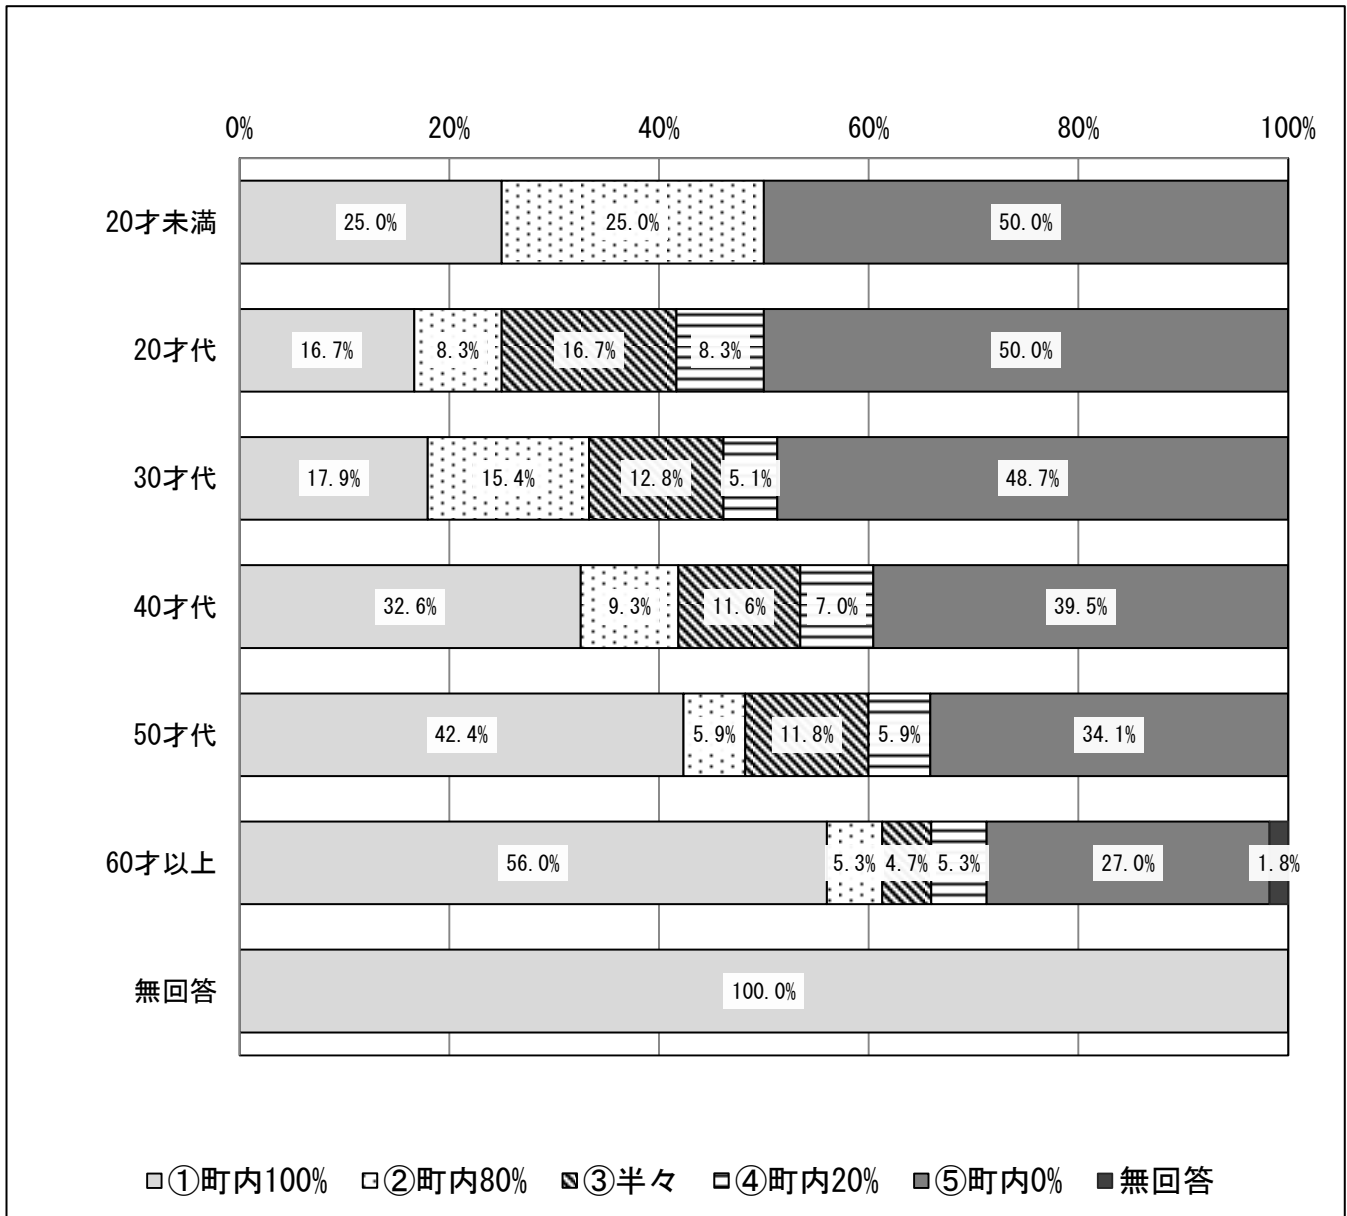 0% 20% 40% 60% 80% 100%
20才未満 25.0% 25.0% 50.0%
20才代 16.7% 8.3% 16.7% 8.3% 50.0%
30才代 17.9% 15.4% 12.8% 5.1% 48.7%
40才代 32.6% 9.3% 11.6% 7.0% 39.5%
50才代 42.4% 5.9% 11.8% 5.9% 34.1%
60才以上 56.0% 5.3% 4.7% 5.3% 27.0% 1.8%
無回答 100.0%
①町内100% ②町内80% ③半々 ④町内20% ⑤町内0% 無回答